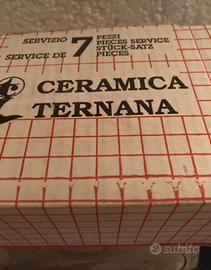 SERVIZIO
SERVICE DE
7
PEZZI
PIECES SERVICE
STÜCK-SATZ
PIECES
CERAMICA
TERNANA
subito